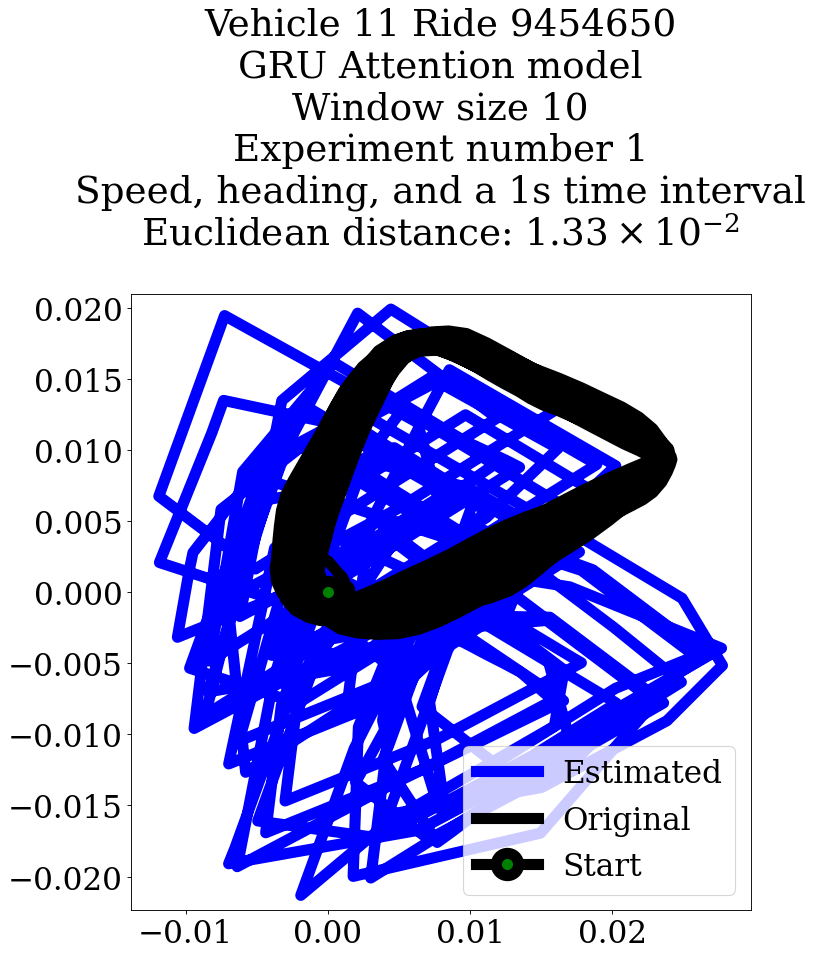 Vehicle 11 Ride 9454650
GRU Attention model
Window size 10
Experiment number 1
Speed, heading, and a 1s time interval
Euclidean distance: 1.33 × 10⁻²
0.020
0.015
0.010
0.005
0.000
−0.005
−0.010
−0.015
−0.020
−0.01
0.00
0.01
0.02
Estimated
Original
Start